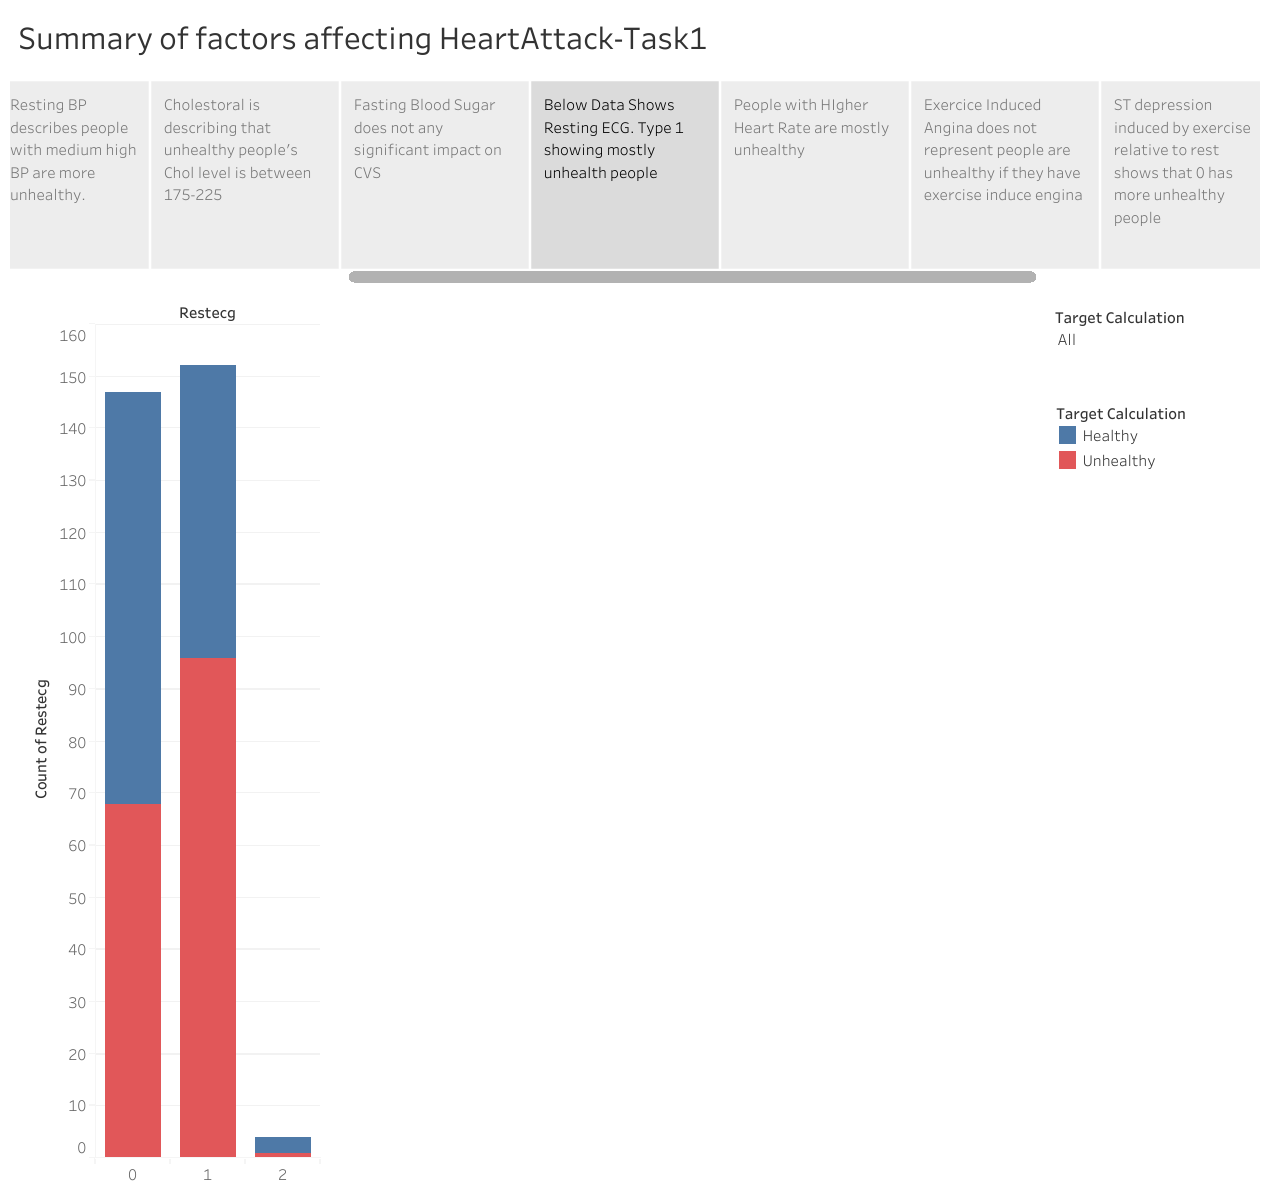 Summary of factors affecting HeartAttack-Task1
Resting BP
describes people
with medium high
BP are more
unhealthy.
Cholestoral is
describing that
unhealthy people's
Chol level is between
175-225
Fasting Blood Sugar
does not any
significant impact on
CVS
Below Data Shows
Resting ECG. Type 1
showing mostly
unhealth people
People with HIgher
Heart Rate are mostly
unhealthy
Exercice Induced
Angina does not
represent people are
unhealthy if they have
exercise induce engina
ST depression
induced by exercise
relative to rest
shows that 0 has
more unhealthy
people
Restecg
160
150
140
130
120
110
100
90
80
70
60
50
40
30
20
10
0
Count of Restecg
0
1
2
Target Calculation
All
Target Calculation
Healthy
Unhealthy